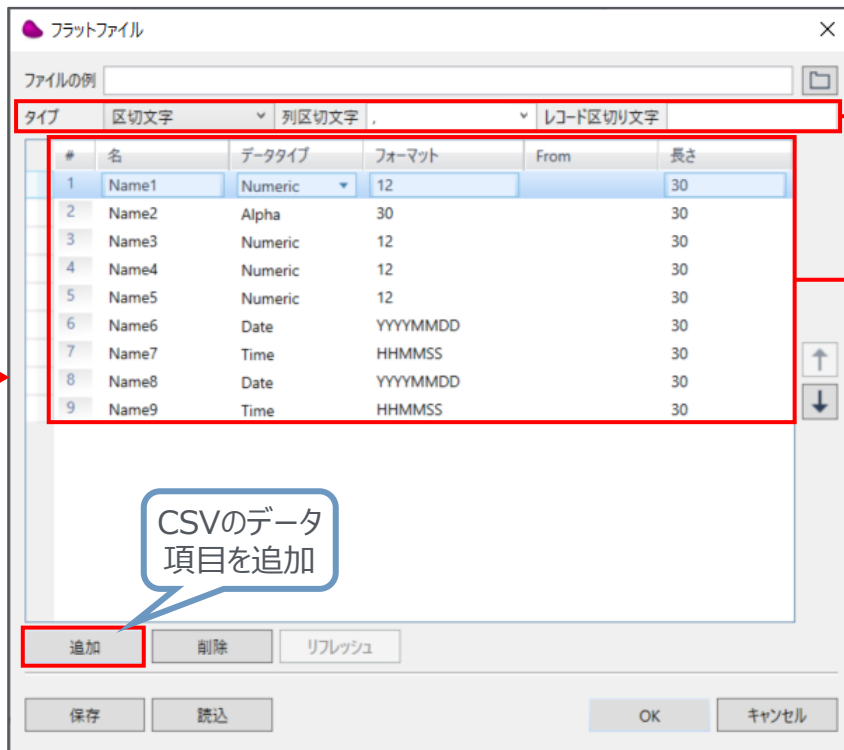 フラットファイル
ファイルの例
タイプ 区切文字 列区切文字 , レコード区切り文字
# 名 データタイプ フォーマット From 長さ
1 Name1 Numeric 12 30
2 Name2 Alpha 30 30
3 Name3 Numeric 12 30
4 Name4 Numeric 12 30
5 Name5 Numeric 12 30
6 Name6 Date YYYYMMDD 30
7 Name7 Time HHMMSS 30
8 Name8 Date YYYYMMDD 30
9 Name9 Time HHMMSS 30
CSVのデータ
項目を追加
追加 削除 リフレッシュ
保存 読込 OK キャンセル